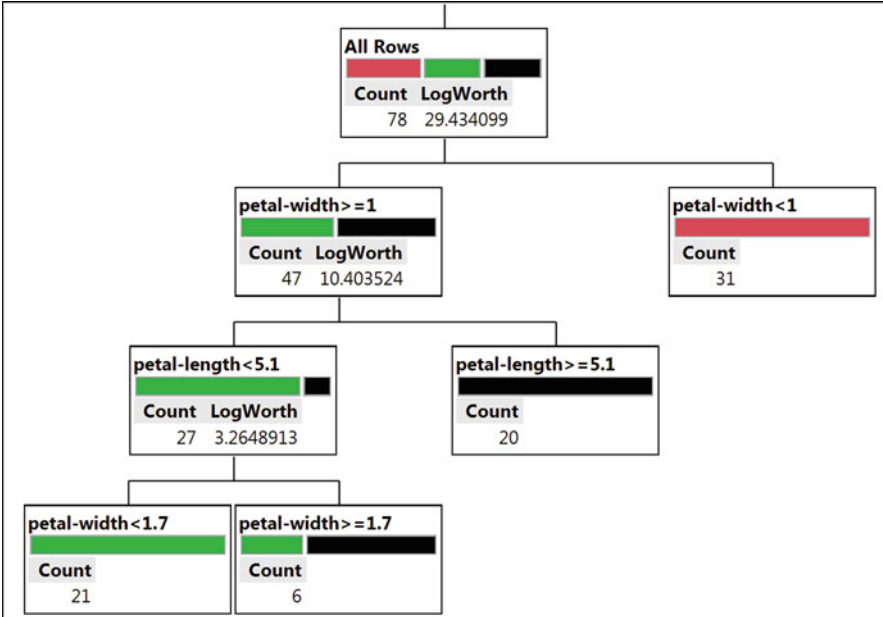 All Rows
Count LogWorth
78 29.434099
petal-width>=1
Count LogWorth
47 10.403524
petal-width<1
Count
31
petal-length<5.1
Count LogWorth
27 3.2648913
petal-length>=5.1
Count
20
petal-width<1.7
Count
21
petal-width>=1.7
Count
6